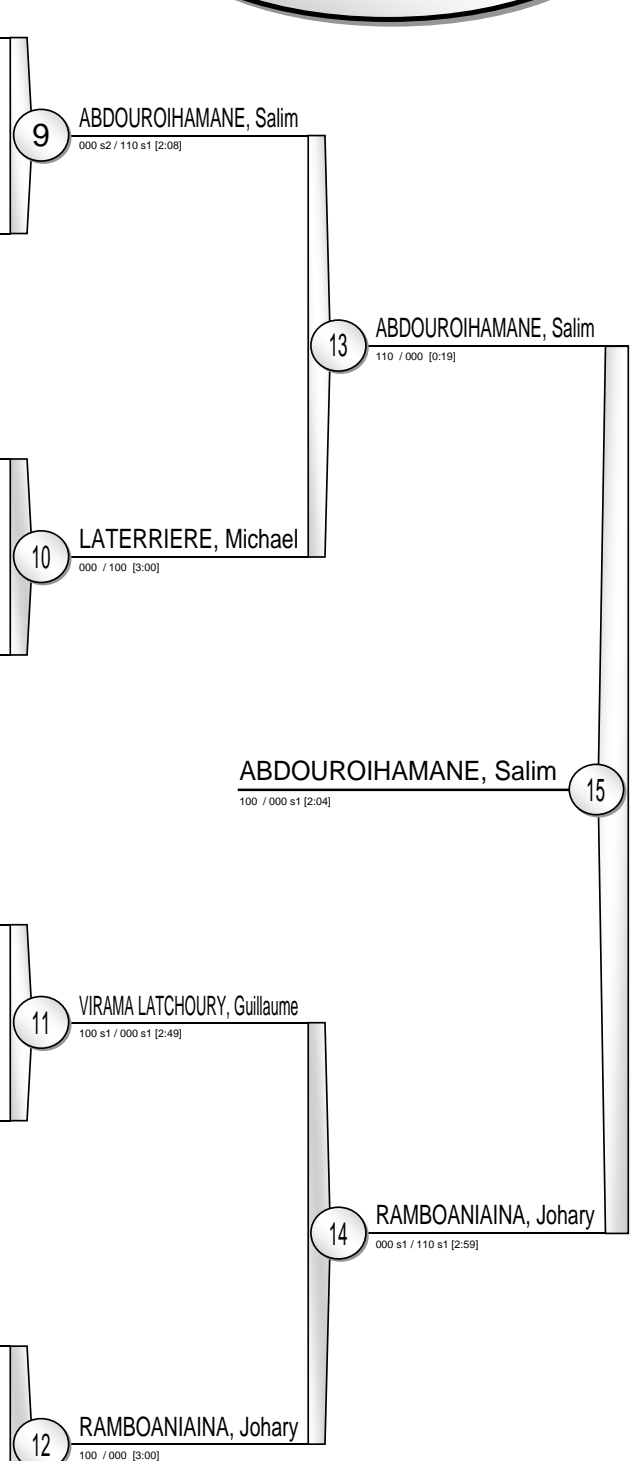 9
ABDOUROIHAMANE, Salim
000 s2 / 110 s1 [2:08]
13
ABDOUROIHAMANE, Salim
110 / 000 [0:19]
10
LATERRIERE, Michael
000 / 100 [3:00]
ABDOUROIHAMANE, Salim
100 / 000 s1 [2:04]
15
11
VIRAMA LATCHOURY, Guillaume
100 s1 / 000 s1 [2:49]
14
RAMBOANIAINA, Johary
000 s1 / 110 s1 [2:59]
12
RAMBOANIAINA, Johary
100 / 000 [3:00]